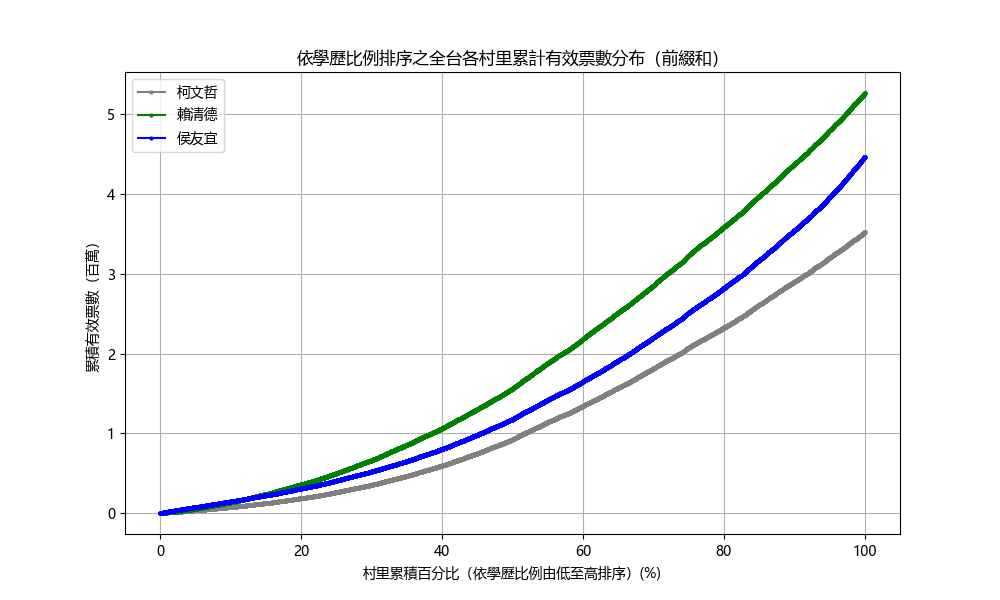 依學歷比例排序之全台各村里累計有效票數分布（前綴和）
柯文哲
賴清德
侯友宜
累積有效票數（百萬）
5
4
3
2
1
0
0 20 40 60 80 100
村里累積百分比（依學歷比例由低至高排序）(%)